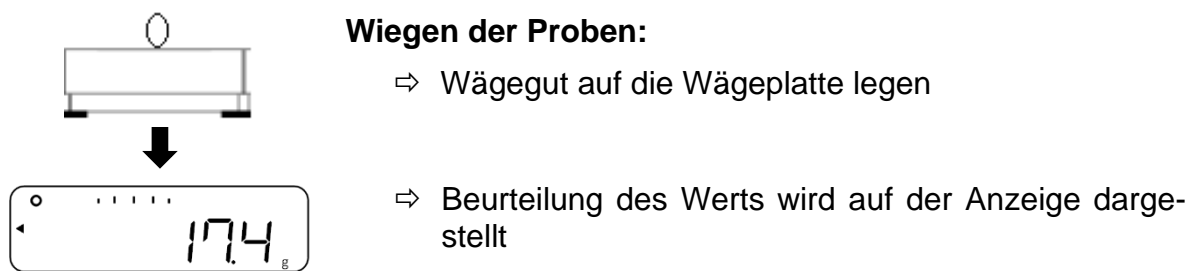 Wiegen der Proben:
⇨ Wägegut auf die Wägeplatte legen
⇨ Beurteilung des Werts wird auf der Anzeige darge-
stellt
17.4 g